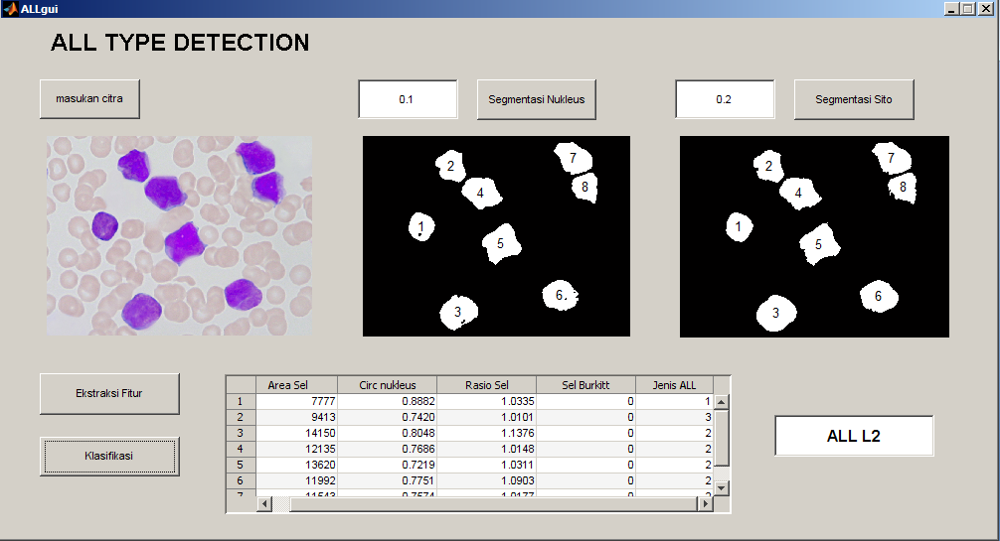 ALLgui
ALL TYPE DETECTION
masukan citra
0.1
Segmentasi Nukleus
0.2
Segmentasi Sito
2
7
4
8
1
5
6
3
2
7
4
8
1
5
6
3
Ekstraksi Fitur
Klasifikasi
Area Sel Circ nukleus Rasio Sel Sel Burkitt Jenis ALL
1 7777 0.8882 1.0335 0 1
2 9413 0.7420 1.0101 0 3
3 14150 0.8048 1.1376 0 2
4 12135 0.7686 1.0148 0 2
5 13620 0.7219 1.0311 0 2
6 11992 0.7751 1.0903 0 2
7 11543 0.7574 1.0177 0 2
ALL L2